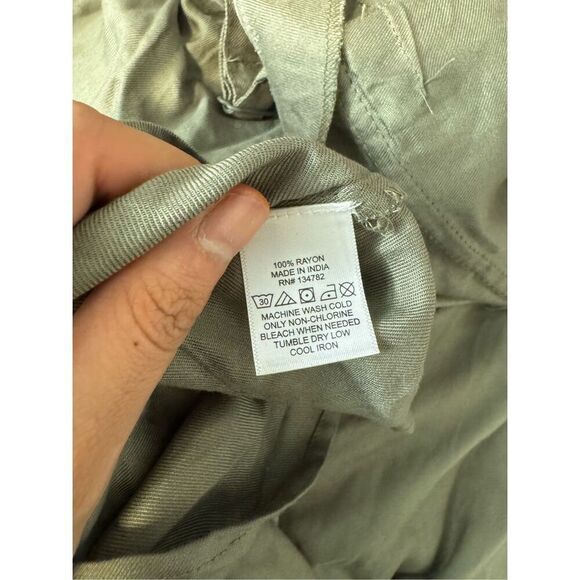 100% RAYON
MADE IN INDIA
RN# 134782
30
MACHINE WASH COLD
ONLY NON-CHLORINE
BLEACH WHEN NEEDED
TUMBLE DRY LOW
COOL IRON